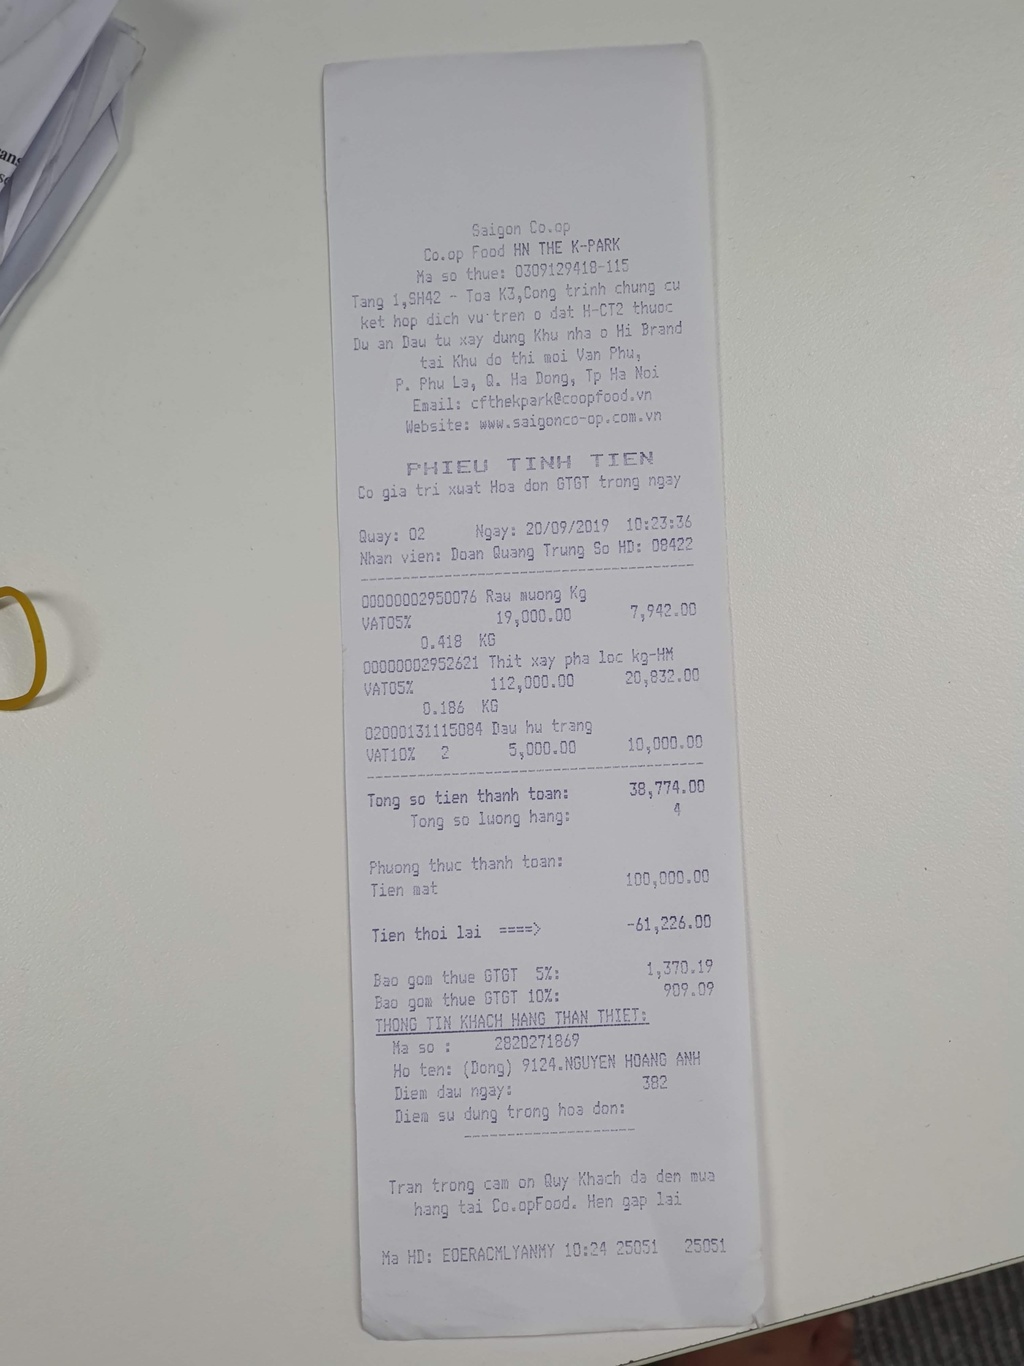 ans
Saigon Co.op
Co.op Food HN THE K-PARK
Ma so thue: 0309129418-115
Tang 1,SH42 - Toa K3,Cong trinh chung cu
ket hop dich vu tren o dat H-CT2 thuoc
Du an Dau tu xay dung Khu nha o Hi Brand
tai Khu do thi moi Van Phu,
P. Phu La, Q. Ha Dong, Tp Ha Noi
Email: cfthekpark@coopfood.vn
Website: www.saigonco-op.com.vn
PHIEU TINH TIEN
Co gia tri xuat Hoa don GTGT trong ngay
Quay: 02 Ngay: 20/09/2019 10:23:36
Nhan vien: Doan Quang Trung So HD: 08422
00000002950076 Rau muong Kg
VAT05% 19,000.00 7,942.00
0.418 KG
00000002952621 Thit xay pha loc kg-HM
VAT05% 112,000.00 20,832.00
0.186 KG
02000131115084 Dau hu trang
VAT10% 2 5,000.00 10,000.00
Tong so tien thanh toan: 38,774.00
Tong so luong hang: 4
Phuong thuc thanh toan:
Tien mat 100,000.00
Tien thoi lai ====> -61,226.00
Bao gom thue GTGT 5%: 1,370.19
Bao gom thue GTGT 10%: 909.09
THONG TIN KHACH HANG THAN THIET:
Ma so : 2820271869
Ho ten: (Dong) 9124.NGUYEN HOANG ANH
Diem dau ngay: 382
Diem su dung trong hoa don:
Tran trong cam on Quy Khach da den mua
hang tai Co.opFood. Hen gap lai
Ma HD: EOERACMLYANMY 10:24 25051 25051